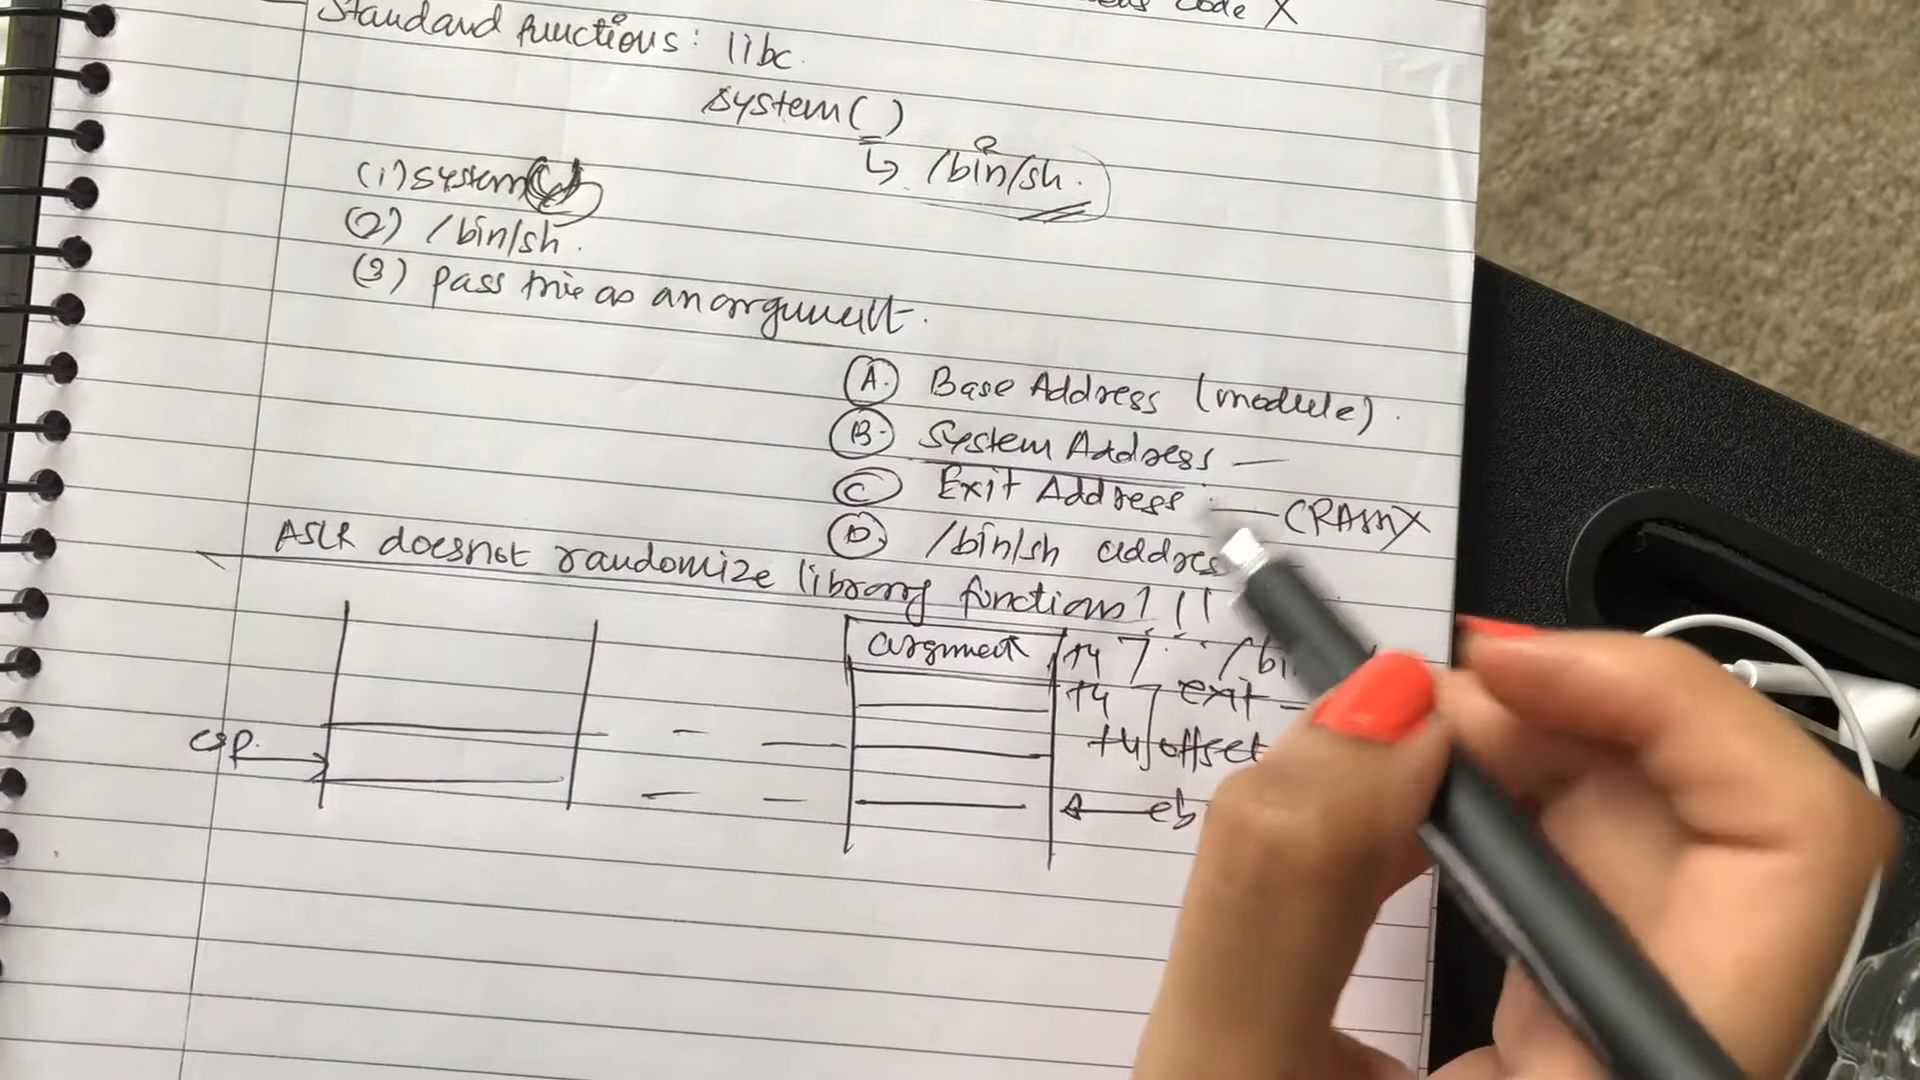 Code X
Standard functions: libc
system( )
↳ /bin/sh.
(1) system
(2) /bin/sh.
(3) pass this as an argument.
(A.) Base Address (module).
(B.) System Address —
(C) Exit Address — CRASH X
(D.) /bin/sh
ASLR doesnot randomize library functions!!!
argument +4
+4 exit —
esp. +4 offset